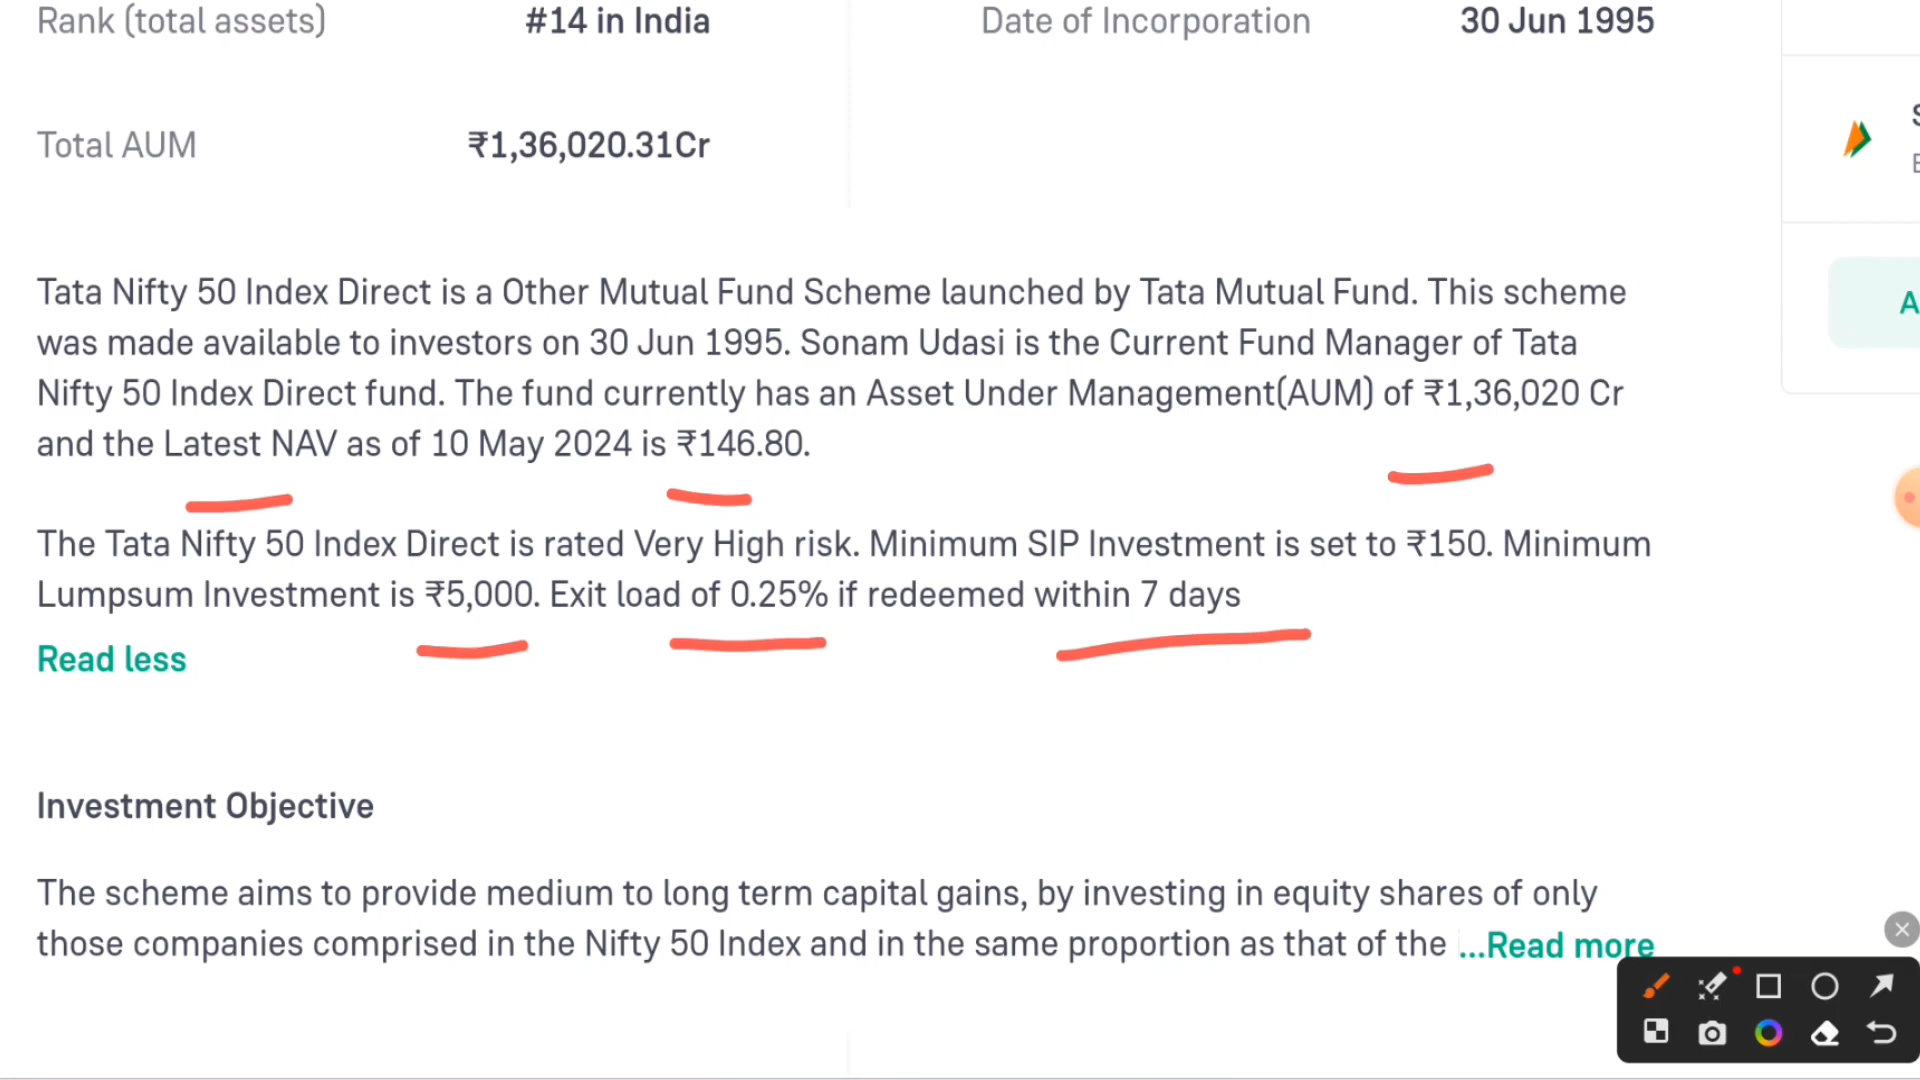 Rank (total assets) #14 in India Date of Incorporation 30 Jun 1995
Total AUM ₹1,36,020.31Cr
Tata Nifty 50 Index Direct is a Other Mutual Fund Scheme launched by Tata Mutual Fund. This scheme
was made available to investors on 30 Jun 1995. Sonam Udasi is the Current Fund Manager of Tata
Nifty 50 Index Direct fund. The fund currently has an Asset Under Management(AUM) of ₹1,36,020 Cr
and the Latest NAV as of 10 May 2024 is ₹146.80.
The Tata Nifty 50 Index Direct is rated Very High risk. Minimum SIP Investment is set to ₹150. Minimum
Lumpsum Investment is ₹5,000. Exit load of 0.25% if redeemed within 7 days
Read less
Investment Objective
The scheme aims to provide medium to long term capital gains, by investing in equity shares of only
those companies comprised in the Nifty 50 Index and in the same proportion as that of the ...Read more